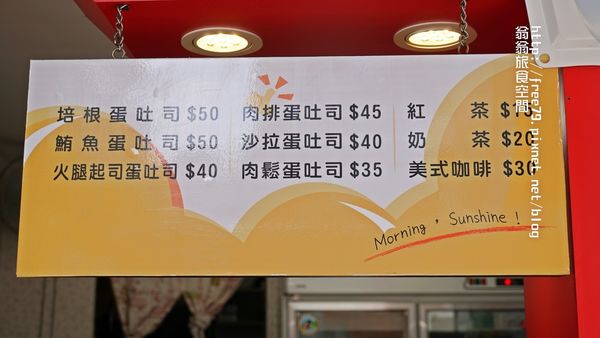 培根蛋吐司 $50 肉排蛋吐司 $45 紅茶 $15
鮪魚蛋吐司 $50 沙拉蛋吐司 $40 奶茶 $20
火腿起司蛋吐司 $40 肉鬆蛋吐司 $35 美式咖啡 $30
Morning, Sunshine!
翁翁旅食空間
http://free75.pixnet.net/blog